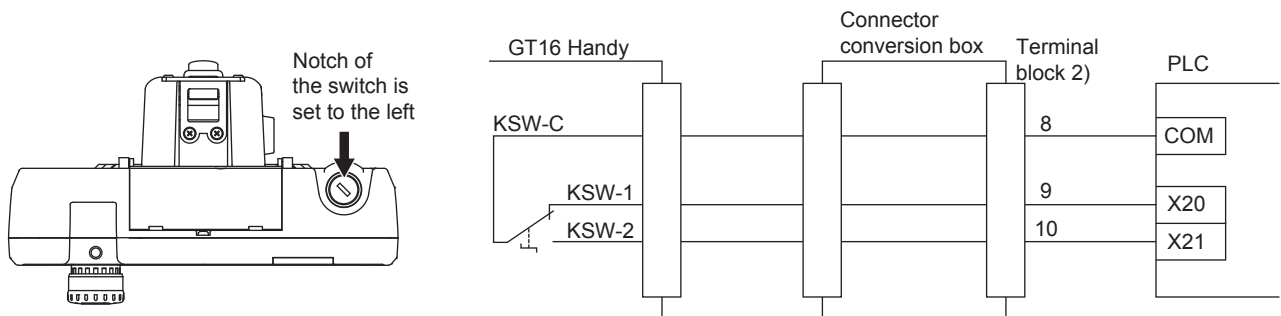 Notch of
the switch is
set to the left
GT16 Handy
Connector
conversion box
Terminal
block 2)
PLC
KSW-C
8
COM
KSW-1
9
X20
KSW-2
10
X21